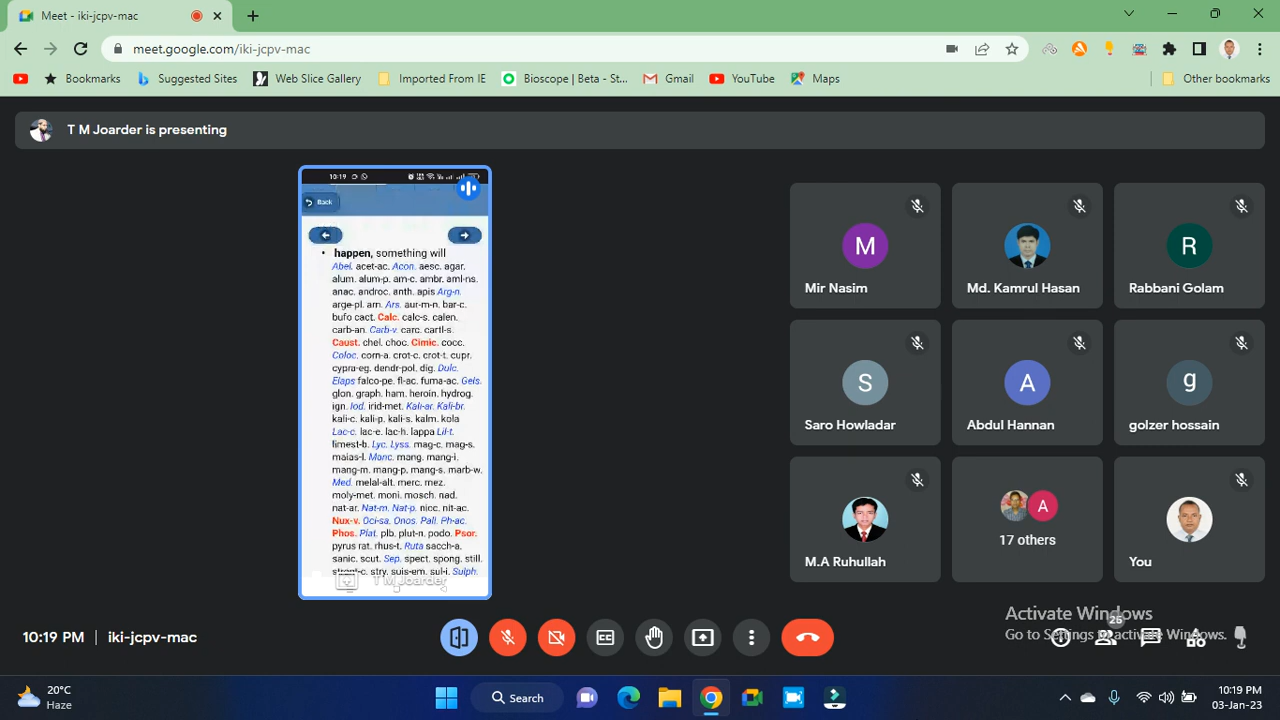 Meet - iki-jcpv-mac
meet.google.com/iki-jcpv-mac
Bookmarks
Suggested Sites
Web Slice Gallery
Imported From IE
Bioscope | Beta - St...
Gmail
YouTube
Maps
Other bookmarks
T M Joarder is presenting
10:19
Back
• happen, something will
Abel. acet-ac. Acon. aesc. agar.
alum. alum-p. am-c. ambr. aml-ns.
anac. androc. anth. apis Arg-n.
arge-pl. arn. Ars. aur-m-n. bar-c.
bufo cact. Calc. calc-s. calen.
carb-an. Carb-v. carc. cartl-s.
Caust. chel. choc. Cimic. cocc.
Coloc. corn-a. crot-c. crot-t. cupr.
cypra-eg. dendr-pol. dig. Dulc.
Elaps falco-pe. fl-ac. fuma-ac. Gels.
glon. graph. ham. heroin. hydrog.
ign. Iod. irid-met. Kali-ar. Kali-br.
kali-c. kali-p. kali-s. kalm. kola
Lac-c. lac-e. lac-h. lappa Lil-t.
limest-b. Lyc. Lyss. mag-c. mag-s.
maias-l. Manc. mang. mang-i.
mang-m. mang-p. mang-s. marb-w.
Med. melal-alt. merc. mez.
moly-met. moni. mosch. nad.
nat-ar. Nat-m. Nat-p. nicc. nit-ac.
Nux-v. Oci-sa. Onos. Pall. Ph-ac.
Phos. Plat. plb. plut-n. podo. Psor.
pyrus rat. rhus-t. Ruta sacch-a.
sanic. scut. Sep. spect. spong. still.
stront-c. stry. suis-em. sul-i. Sulph.
T M Joarder
Mir Nasim
Md. Kamrul Hasan
Rabbani Golam
Saro Howladar
Abdul Hannan
golzer hossain
M.A Ruhullah
17 others
You
M
R
S
A
g
A
10:19 PM | iki-jcpv-mac
26
Activate Windows
Go to Settings to activate Windows.
20°C
Haze
Search
10:19 PM
03-Jan-23